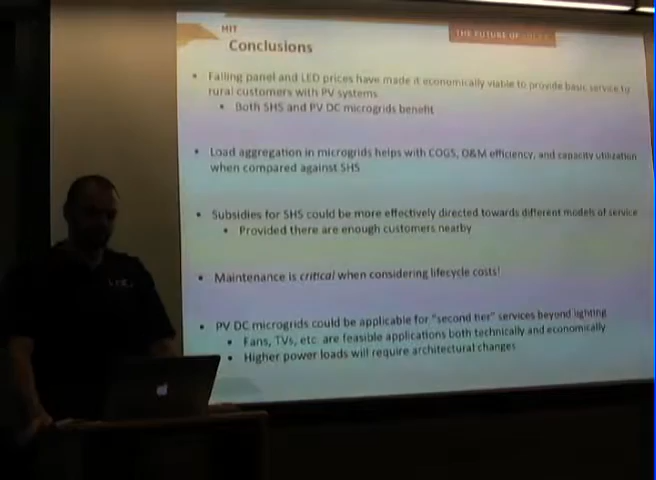 MIT
THE FUTURE OF
Conclusions
• Falling panel and LED prices have made it economically viable to provide basic service to
rural customers with PV systems
• Both SHS and PV DC microgrids benefit
• Load aggregation in microgrids helps with COGS, O&M efficiency, and capacity utilization
when compared against SHS
• Subsidies for SHS could be more effectively directed towards different models of service
• Provided there are enough customers nearby
• Maintenance is critical when considering lifecycle costs!
• PV DC microgrids could be applicable for "second tier" services beyond lighting
• Fans, TVs, etc. are feasible applications both technically and economically
• Higher power loads will require architectural changes